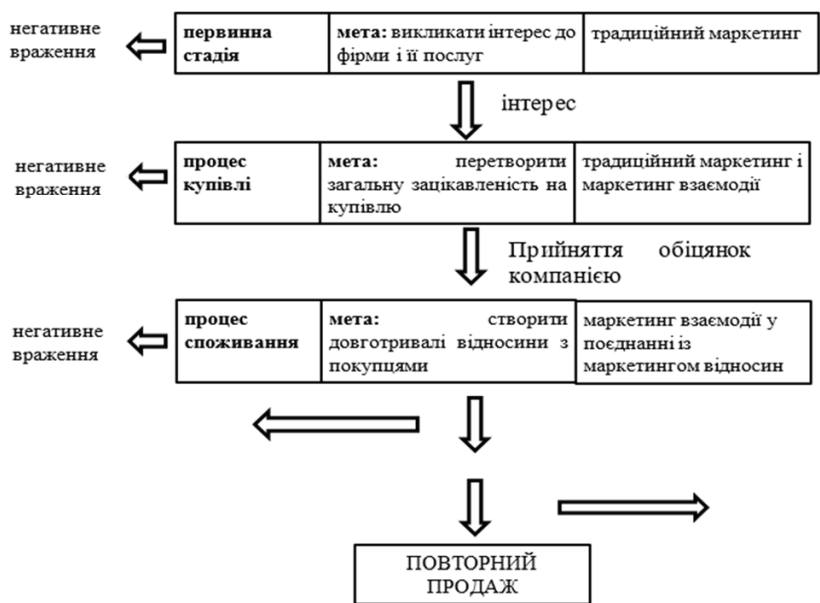 негативне
враження
первинна
стадія
мета: викликати інтерес до
фірми і її послуг
традиційний маркетинг
інтерес
негативне
враження
процес
купівлі
мета: перетворити
загальну зацікавленість на
купівлю
традиційний маркетинг і
маркетинг взаємодії
Прийняття обіцянок
компанією
негативне
враження
процес
споживання
мета: створити
довготривалі відносини з
покупцями
маркетинг взаємодії у
поєднанні із
маркетингом відносин
ПОВТОРНИЙ
ПРОДАЖ